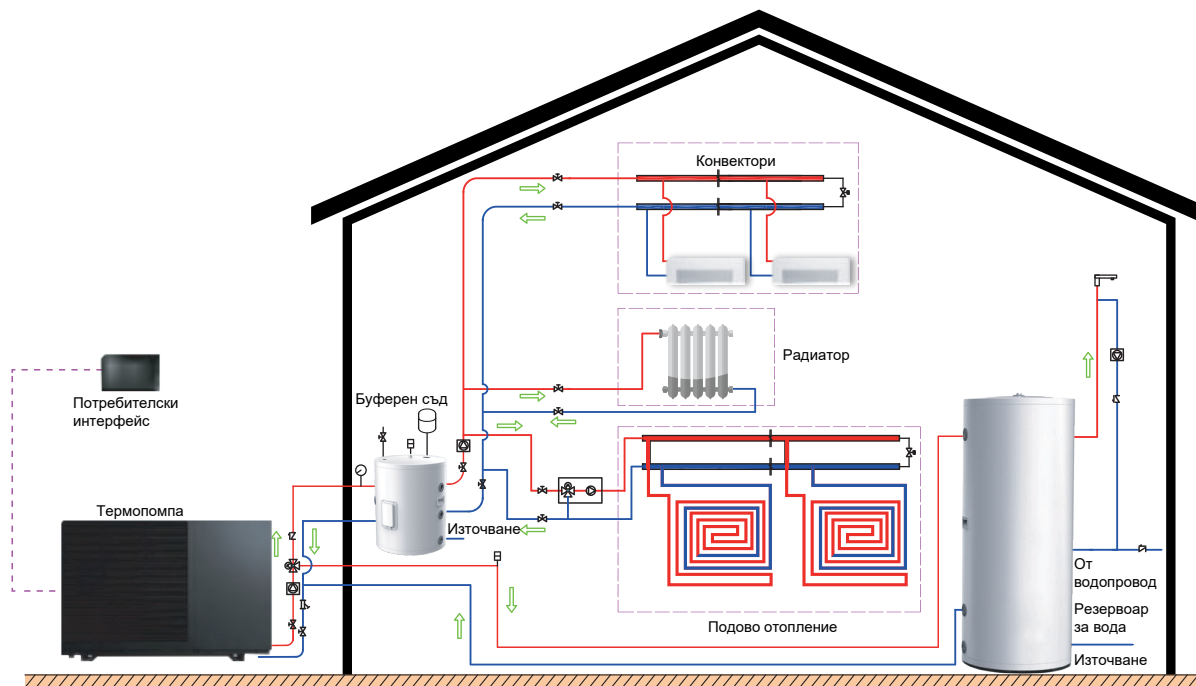 Конвектори
Радиатор
Потребителски
интерфейс
Буферен съд
Термопомпа
Източване
От
водопровод
Резервоар
за вода
Подово отопление
Източване